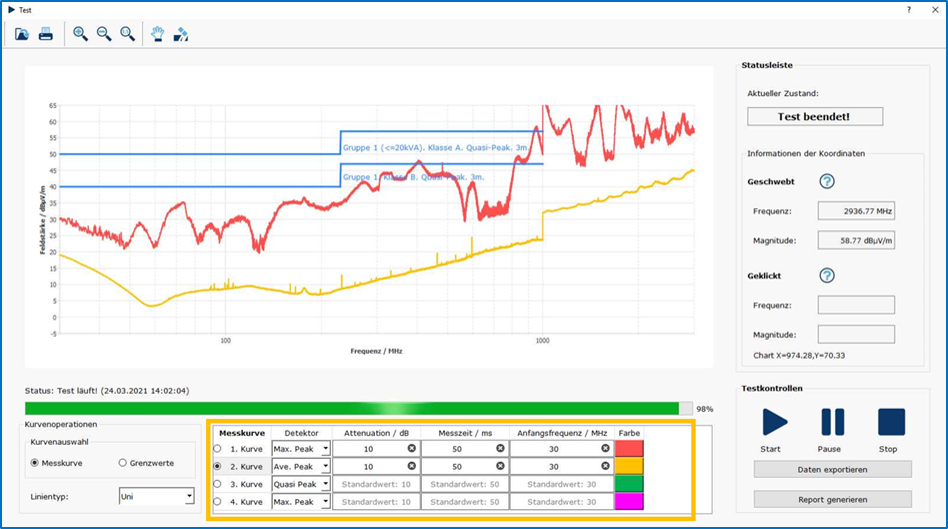 Test
?
Statusleiste
Aktueller Zustand:
Test beendet!
Informationen der Koordinaten
Geschwebt ?
Frequenz: 2936.77 MHz
Magnitude: 58.77 dBµV/m
Geklickt ?
Frequenz:
Magnitude:
Chart X=974.28,Y=70.33
65
60
55
50
45
40
35
30
25
20
15
10
5
0
-5
Feldstärke / dBµV/m
Gruppe 1 (<=20kVA). Klasse A. Quasi-Peak. 3m.
Gruppe 1. Klasse B. Quasi-Peak. 3m.
100
1000
Frequenz / MHz
Status: Test läuft! (24.03.2021 14:02:04)
98%
Kurvenoperationen
Kurvenauswahl
Messkurve Grenzwerte
Linientyp: Uni
Messkurve Detektor Attenuation / dB Messzeit / ms Anfangsfrequenz / MHz Farbe
1. Kurve Max. Peak 10 50 30
2. Kurve Ave. Peak 10 50 30
3. Kurve Quasi Peak Standardwert: 10 Standardwert: 50 Standardwert: 30
4. Kurve Max. Peak Standardwert: 10 Standardwert: 50 Standardwert: 30
Testkontrollen
Start Pause Stop
Daten exportieren
Report generieren